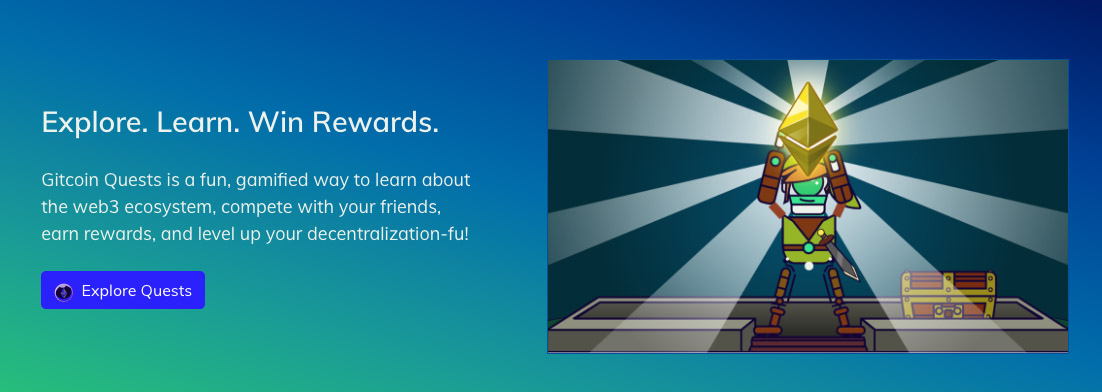 Explore. Learn. Win Rewards.
Gitcoin Quests is a fun, gamified way to learn about
the web3 ecosystem, compete with your friends,
earn rewards, and level up your decentralization-fu!
Explore Quests